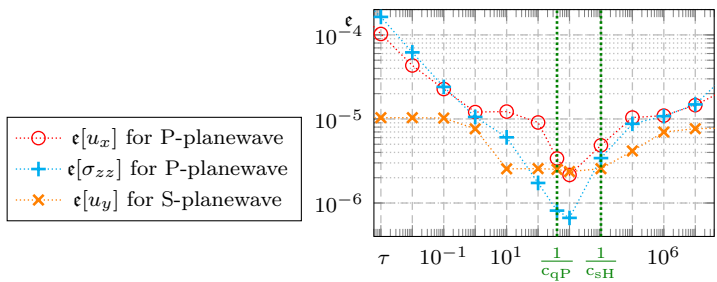 𝔢
10⁻⁴
10⁻⁵
10⁻⁶
𝔢[uₓ] for P-planewave
𝔢[σ_zz] for P-planewave
𝔢[u_y] for S-planewave
τ 10⁻¹ 10¹ 1/c_qP 1/c_sH 10⁶